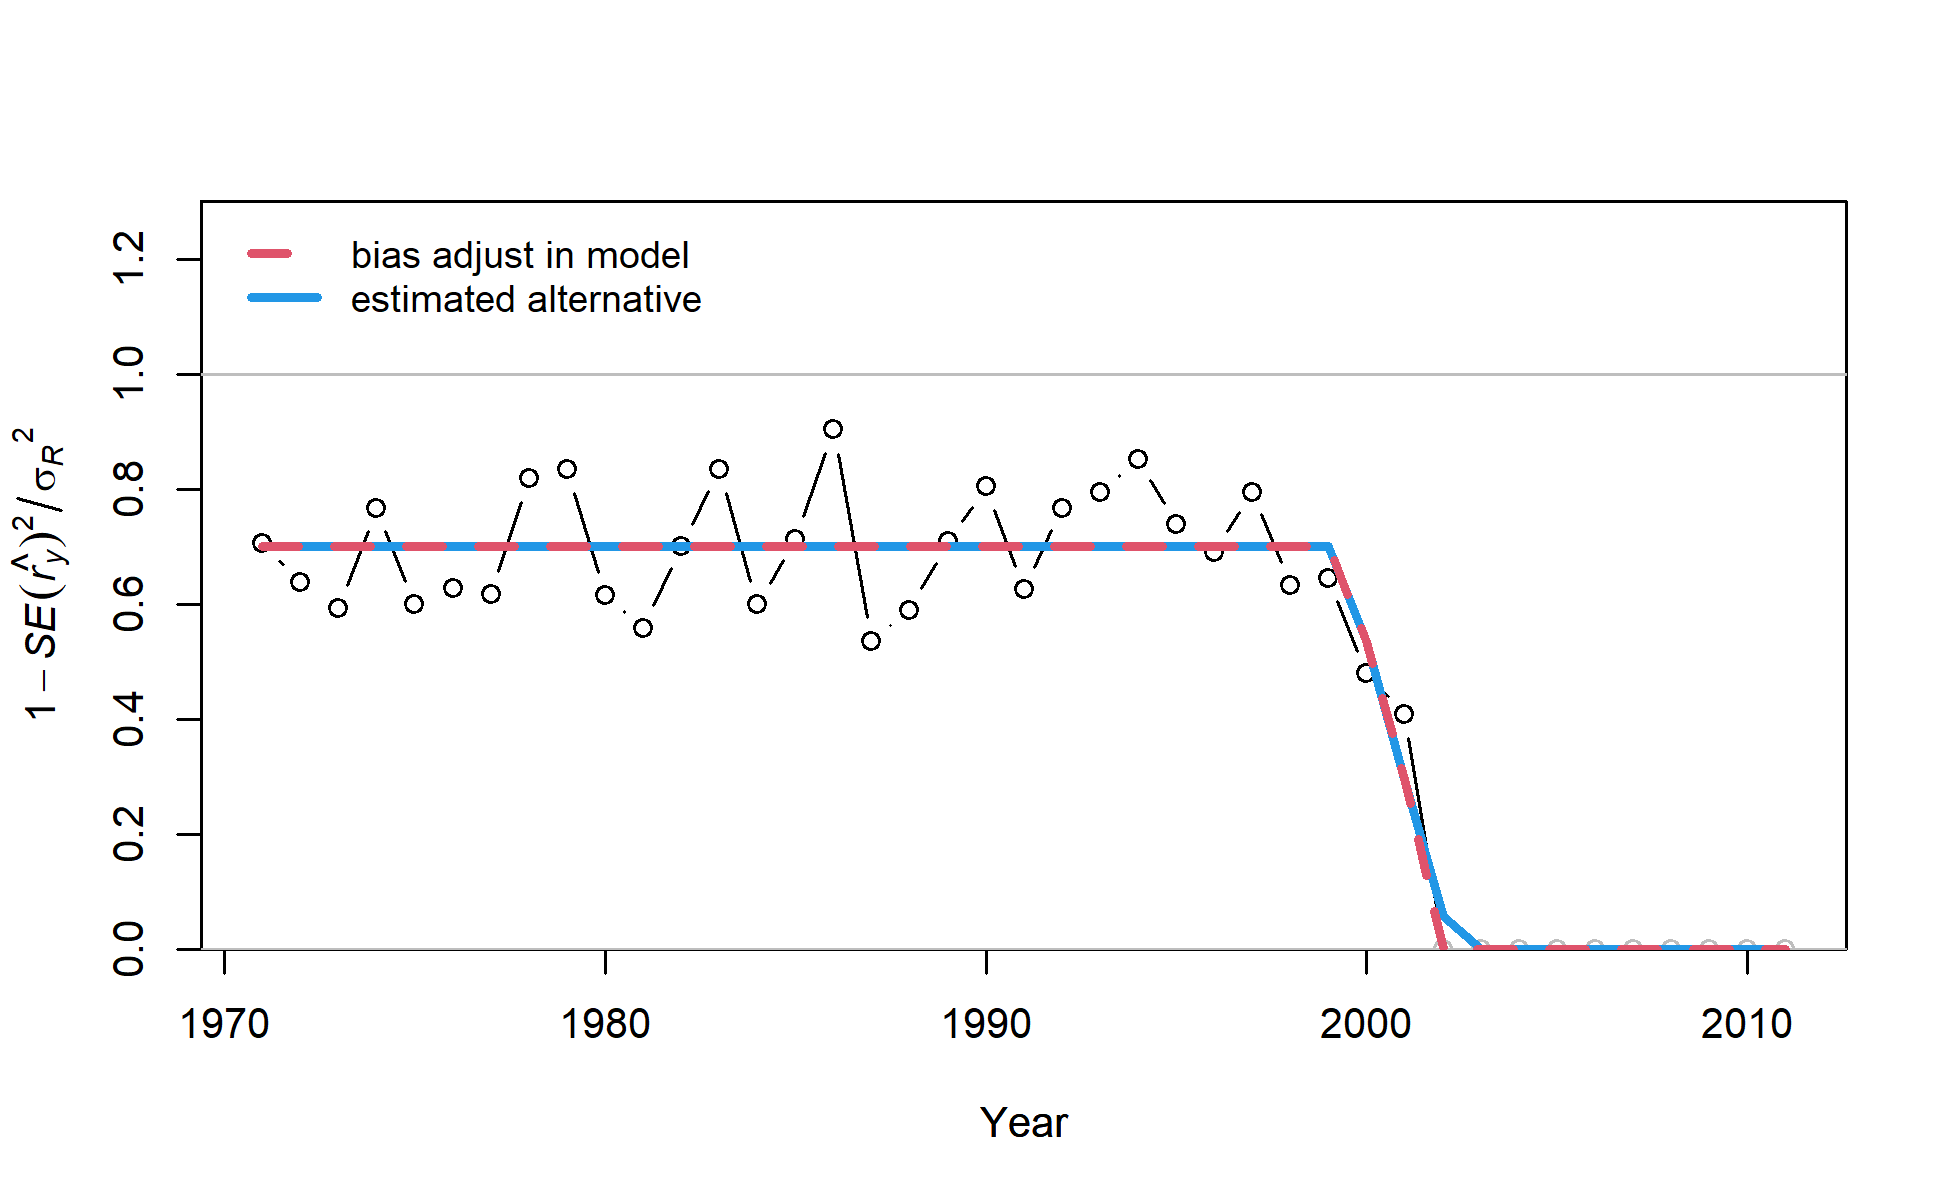 bias adjust in model
estimated alternative
1 − SE(r̂y)²/σR²
1.2
1.0
0.8
0.6
0.4
0.2
0.0
1970 1980 1990 2000 2010
Year